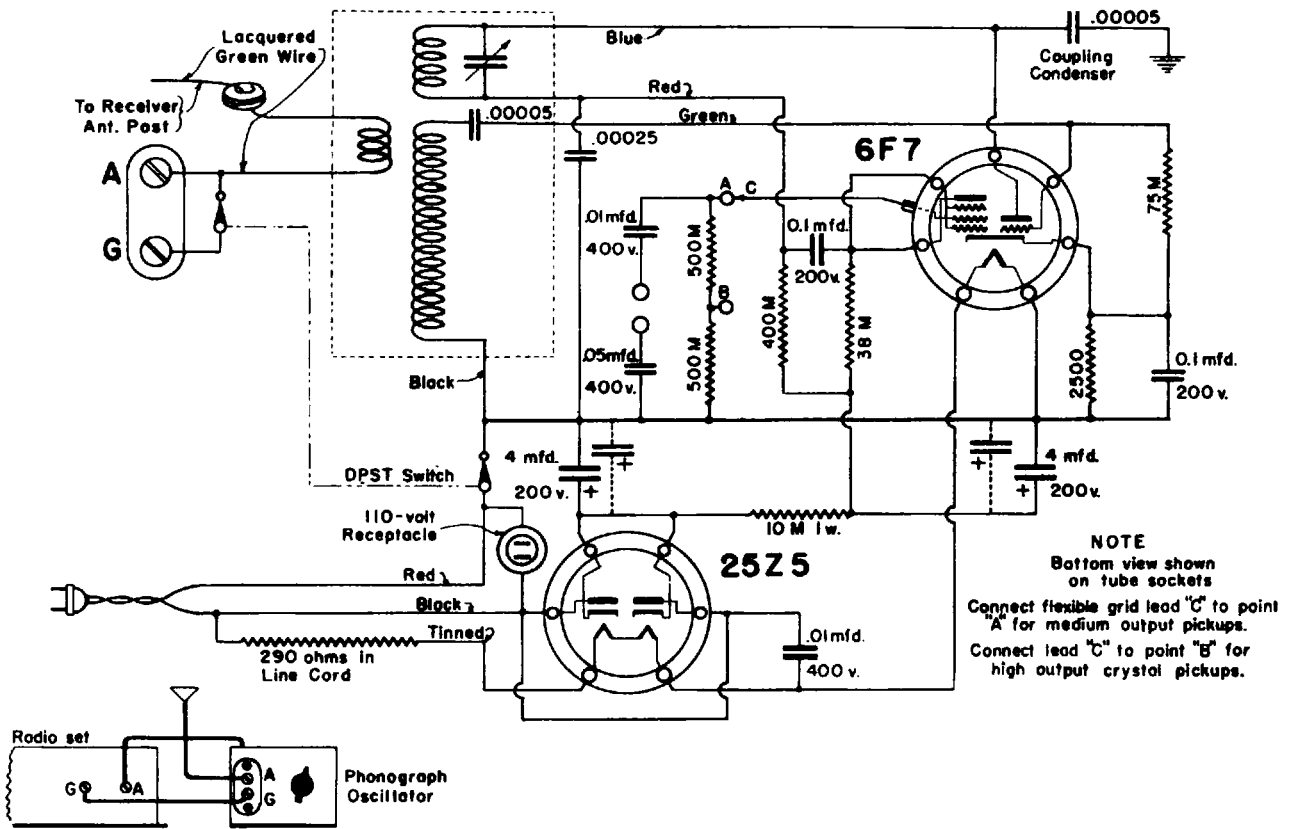 Lacquered
Green Wire
To Receiver
Ant. Post
A
G
Blue
.00005
Coupling
Condenser
Red
Green
.00005
.00025
6F7
75 M
A
C
.01 mfd.
400 v.
500 M
B
0.1 mfd.
200 v.
400 M
38 M
.05 mfd.
400 v.
500 M
2500
0.1 mfd.
200 v.
Black
DPST Switch
4 mfd.
200 v.
+
+
+
+
4 mfd.
200 v.
110-volt
Receptacle
10 M 1 w.
25Z5
Red
Black
Tinned
290 ohms in
Line Cord
.01 mfd.
400 v.
NOTE
Bottom view shown
on tube sockets
Connect flexible grid lead "C" to point
"A" for medium output pickups.
Connect lead "C" to point "B" for
high output crystal pickups.
Radio set
G
A
A
G
Phonograph
Oscillator